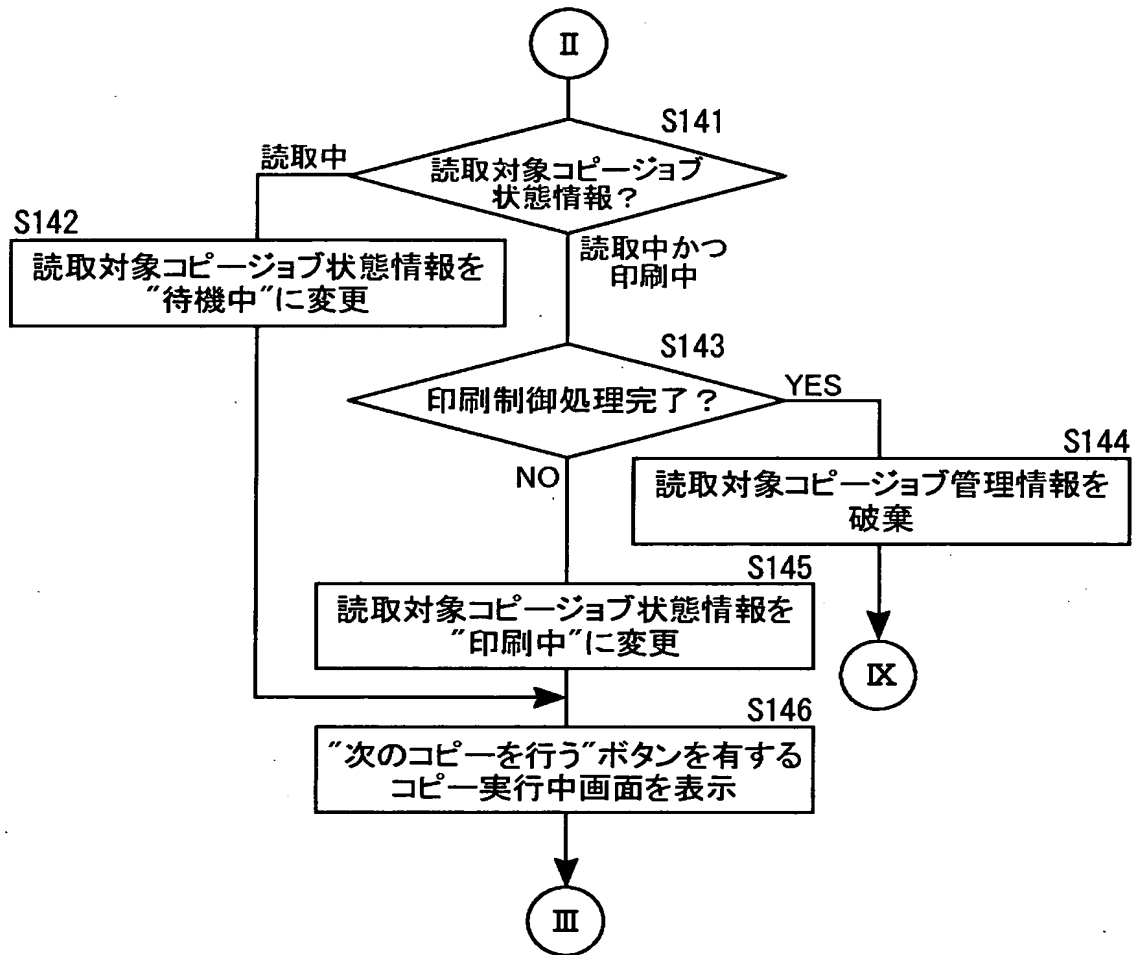 Ⅱ
S141
読取中
読取対象コピージョブ
状態情報？
S142
読取対象コピージョブ状態情報を
"待機中"に変更
読取中かつ
印刷中
S143
印刷制御処理完了？
YES
NO
S144
読取対象コピージョブ管理情報を
破棄
S145
読取対象コピージョブ状態情報を
"印刷中"に変更
Ⅸ
S146
"次のコピーを行う"ボタンを有する
コピー実行中画面を表示
Ⅲ